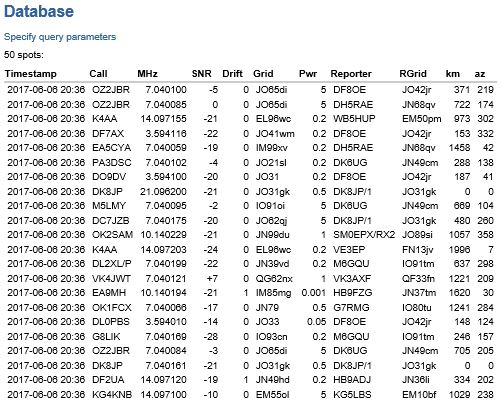 Database
Specify query parameters
50 spots:
Timestamp Call MHz SNR Drift Grid Pwr Reporter RGrid km az
2017-06-06 20:36 OZ2JBR 7.040100 -5 0 JO65di 5 DF8OE JO42jr 371 219
2017-06-06 20:36 OZ2JBR 7.040085 0 0 JO65di 5 DH5RAE JN68qv 722 174
2017-06-06 20:36 K4AA 14.097155 -21 0 EL96wc 0.2 WB5HUP EM50pm 973 302
2017-06-06 20:36 DF7AX 3.594116 -22 0 JO41wm 0.2 DF8OE JO42jr 153 332
2017-06-06 20:36 EA5CYA 7.040059 -19 0 IM99xv 0.2 DH5RAE JN68qv 1458 42
2017-06-06 20:36 PA3DSC 7.040102 -4 0 JO21sl 0.2 DK6UG JN49cm 288 138
2017-06-06 20:36 DO9DV 3.594100 -20 0 JO31 0.2 DF8OE JO42jr 187 41
2017-06-06 20:36 DK8JP 21.096200 -21 0 JO31gk 0.5 DK8JP/1 JO31gk 0 0
2017-06-06 20:36 M5LMY 7.040095 -2 0 IO91oi 5 DK6UG JN49cm 669 104
2017-06-06 20:36 DC7JZB 7.040175 -20 0 JO62qj 5 DK8JP/1 JO31gk 480 260
2017-06-06 20:36 OK2SAM 10.140229 -21 0 JN99du 1 SM0EPX/RX2 JO89si 1057 358
2017-06-06 20:36 K4AA 14.097203 -24 0 EL96wc 0.2 VE3EP FN13jv 1996 7
2017-06-06 20:36 DL2XL/P 7.040199 -22 0 JN39vd 0.2 M6GQU IO91tm 637 298
2017-06-06 20:36 VK4JWT 7.040121 +7 0 QG62nx 1 VK3AXF QF33fn 1221 209
2017-06-06 20:36 EA9MH 10.140194 -21 1 IM85mg 0.001 HB9FZG JN37tm 1620 30
2017-06-06 20:36 OK1FCX 7.040066 -17 0 JN79 0.5 G7RMG IO80tu 1241 284
2017-06-06 20:36 DL0PBS 3.594010 -14 0 JO33 0.05 DF8OE JO42jr 148 124
2017-06-06 20:36 G8LIK 7.040169 -28 0 IO93cn 0.2 M6GQU IO91tm 246 157
2017-06-06 20:36 OZ2JBR 7.040084 -3 0 JO65di 5 DK6UG JN49cm 705 205
2017-06-06 20:36 DK8JP 7.040161 -21 0 JO31gk 0.5 DK8JP/1 JO31gk 0 0
2017-06-06 20:36 DF2UA 14.097120 -19 1 JN49hd 0.2 HB9ADJ JN36li 334 202
2017-06-06 20:36 KG4KNB 14.097100 -10 0 EM55ol 5 KG5LBS EM10bf 1029 238